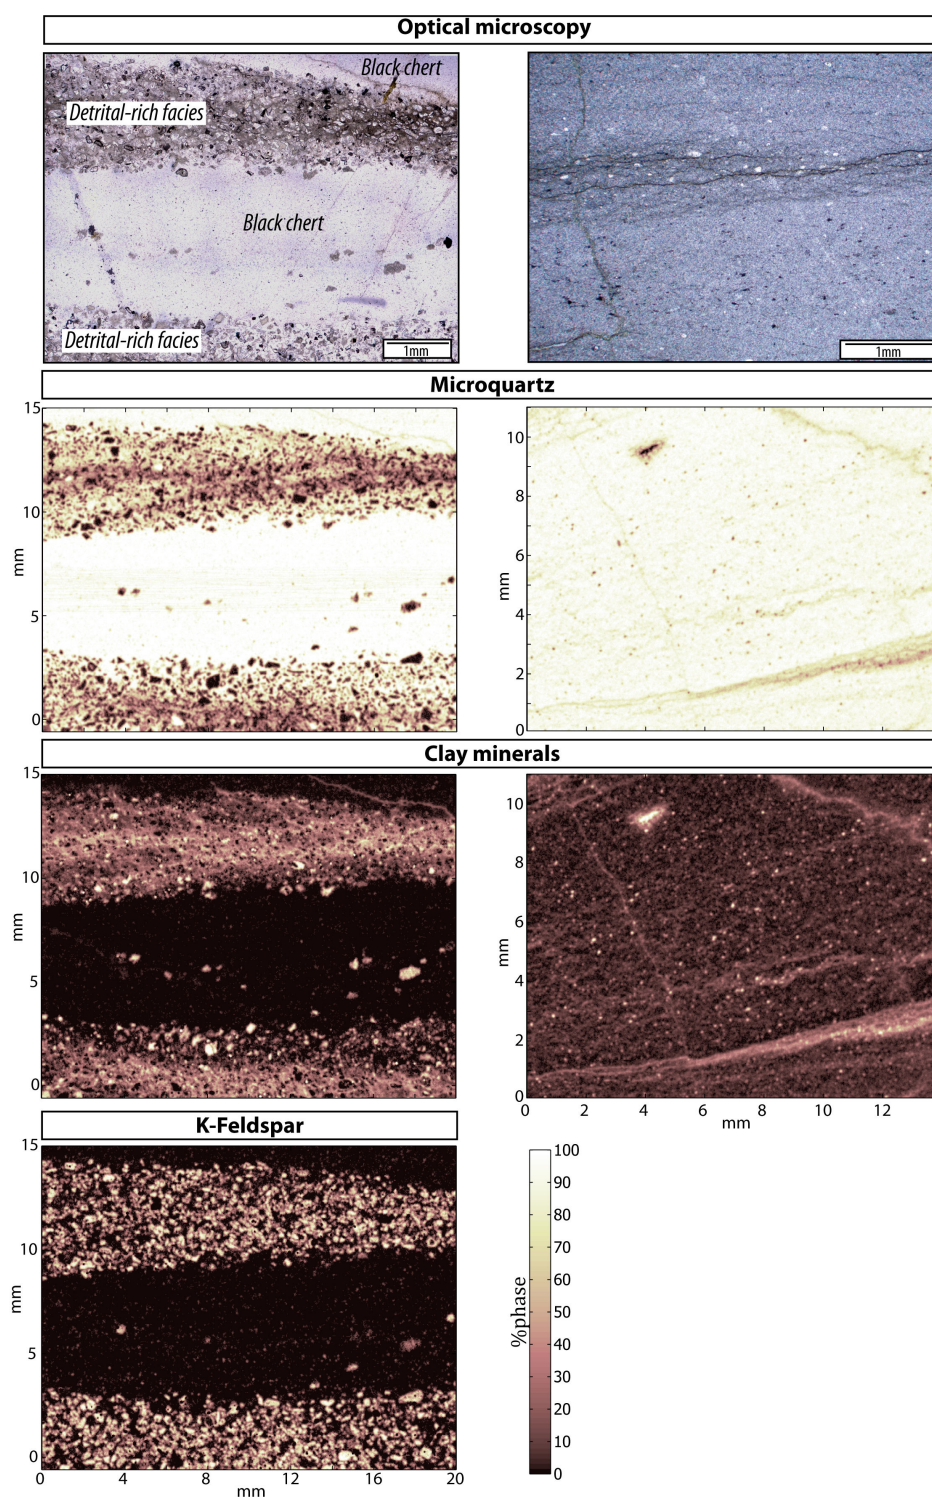 Optical microscopy
Black chert
Detrital-rich facies
Black chert
Detrital-rich facies
1mm
1mm
Microquartz
15
10
5
0
mm
10
8
6
4
2
0
mm
Clay minerals
15
10
5
0
mm
10
8
6
4
2
0
mm
0 2 4 6 8 10 12
mm
K-Feldspar
15
10
5
0
mm
0 4 8 12 16 20
mm
100
90
80
70
60
50
40
30
20
10
0
%phase